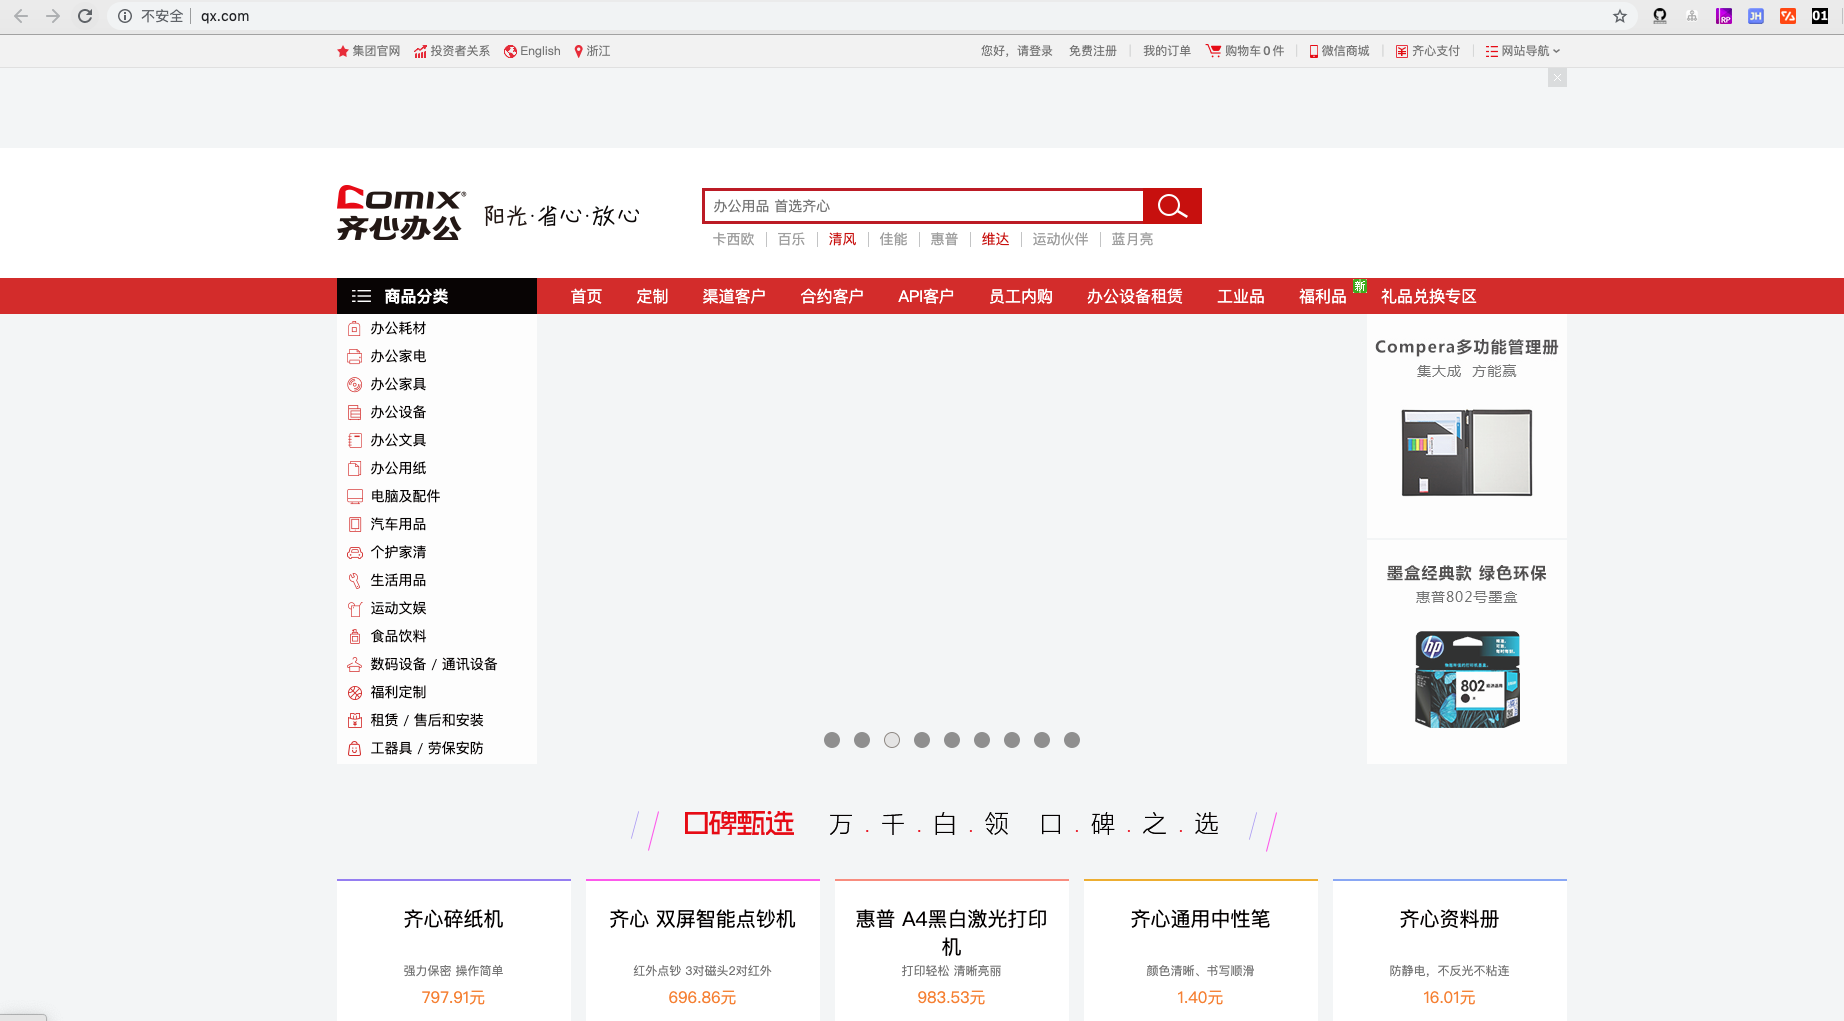 不安全 qx.com
集团官网 投资者关系 English 浙江 您好，请登录 免费注册 我的订单 购物车0件 微信商城 齐心支付 网站导航
Comix®
齐心办公
阳光·省心·放心
办公用品 首选齐心
卡西欧 百乐 清风 佳能 惠普 维达 运动伙伴 蓝月亮
商品分类 首页 定制 渠道客户 合约客户 API客户 员工内购 办公设备租赁 工业品 福利品 新 礼品兑换专区
办公耗材
办公家电
办公家具
办公设备
办公文具
办公用纸
电脑及配件
汽车用品
个护家清
生活用品
运动文娱
食品饮料
数码设备 / 通讯设备
福利定制
租赁 / 售后和安装
工器具 / 劳保安防
Compera多功能管理册
集大成 方能赢
墨盒经典款 绿色环保
惠普802号墨盒
hp
802
口碑甄选 万.千.白.领 口.碑.之.选
齐心碎纸机
强力保密 操作简单
797.91元
齐心 双屏智能点钞机
红外点钞 3对磁头2对红外
696.86元
惠普 A4黑白激光打印
机
打印轻松 清晰亮丽
983.53元
齐心通用中性笔
颜色清晰、书写顺滑
1.40元
齐心资料册
防静电，不反光不粘连
16.01元
RP
JH
01